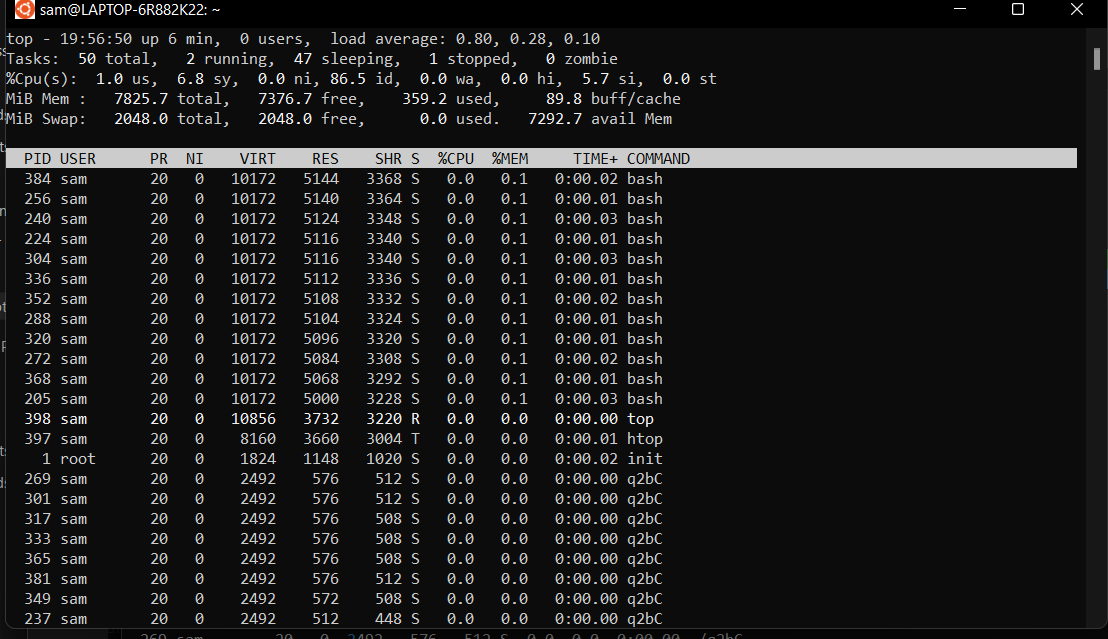 sam@LAPTOP-6R882K22: ~
top - 19:56:50 up 6 min,  0 users,  load average: 0.80, 0.28, 0.10
Tasks:  50 total,   2 running,  47 sleeping,   1 stopped,   0 zombie
%Cpu(s):  1.0 us,  6.8 sy,  0.0 ni, 86.5 id,  0.0 wa,  0.0 hi,  5.7 si,  0.0 st
MiB Mem :   7825.7 total,   7376.7 free,    359.2 used,     89.8 buff/cache
MiB Swap:   2048.0 total,   2048.0 free,      0.0 used.   7292.7 avail Mem
PID USER      PR  NI    VIRT    RES    SHR S  %CPU  %MEM     TIME+ COMMAND
384 sam       20   0   10172   5144   3368 S   0.0   0.1   0:00.02 bash
256 sam       20   0   10172   5140   3364 S   0.0   0.1   0:00.01 bash
240 sam       20   0   10172   5124   3348 S   0.0   0.1   0:00.03 bash
224 sam       20   0   10172   5116   3340 S   0.0   0.1   0:00.01 bash
304 sam       20   0   10172   5116   3340 S   0.0   0.1   0:00.03 bash
336 sam       20   0   10172   5112   3336 S   0.0   0.1   0:00.01 bash
352 sam       20   0   10172   5108   3332 S   0.0   0.1   0:00.02 bash
288 sam       20   0   10172   5104   3324 S   0.0   0.1   0:00.01 bash
320 sam       20   0   10172   5096   3320 S   0.0   0.1   0:00.01 bash
272 sam       20   0   10172   5084   3308 S   0.0   0.1   0:00.02 bash
368 sam       20   0   10172   5068   3292 S   0.0   0.1   0:00.01 bash
205 sam       20   0   10172   5000   3228 S   0.0   0.1   0:00.03 bash
398 sam       20   0   10856   3732   3220 R   0.0   0.0   0:00.00 top
397 sam       20   0    8160   3660   3004 T   0.0   0.0   0:00.01 htop
1 root      20   0    1824   1148   1020 S   0.0   0.0   0:00.02 init
269 sam       20   0    2492    576    512 S   0.0   0.0   0:00.00 q2bC
301 sam       20   0    2492    576    512 S   0.0   0.0   0:00.00 q2bC
317 sam       20   0    2492    576    508 S   0.0   0.0   0:00.00 q2bC
333 sam       20   0    2492    576    508 S   0.0   0.0   0:00.00 q2bC
365 sam       20   0    2492    576    508 S   0.0   0.0   0:00.00 q2bC
381 sam       20   0    2492    576    512 S   0.0   0.0   0:00.00 q2bC
349 sam       20   0    2492    572    508 S   0.0   0.0   0:00.00 q2bC
237 sam       20   0    2492    512    448 S   0.0   0.0   0:00.00 q2bC